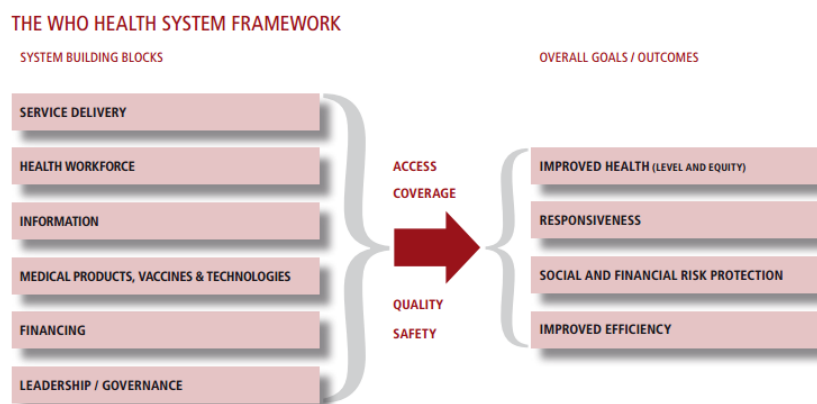 THE WHO HEALTH SYSTEM FRAMEWORK
SYSTEM BUILDING BLOCKS
OVERALL GOALS / OUTCOMES
SERVICE DELIVERY
HEALTH WORKFORCE
INFORMATION
MEDICAL PRODUCTS, VACCINES & TECHNOLOGIES
FINANCING
LEADERSHIP / GOVERNANCE
ACCESS
COVERAGE
QUALITY
SAFETY
IMPROVED HEALTH (LEVEL AND EQUITY)
RESPONSIVENESS
SOCIAL AND FINANCIAL RISK PROTECTION
IMPROVED EFFICIENCY